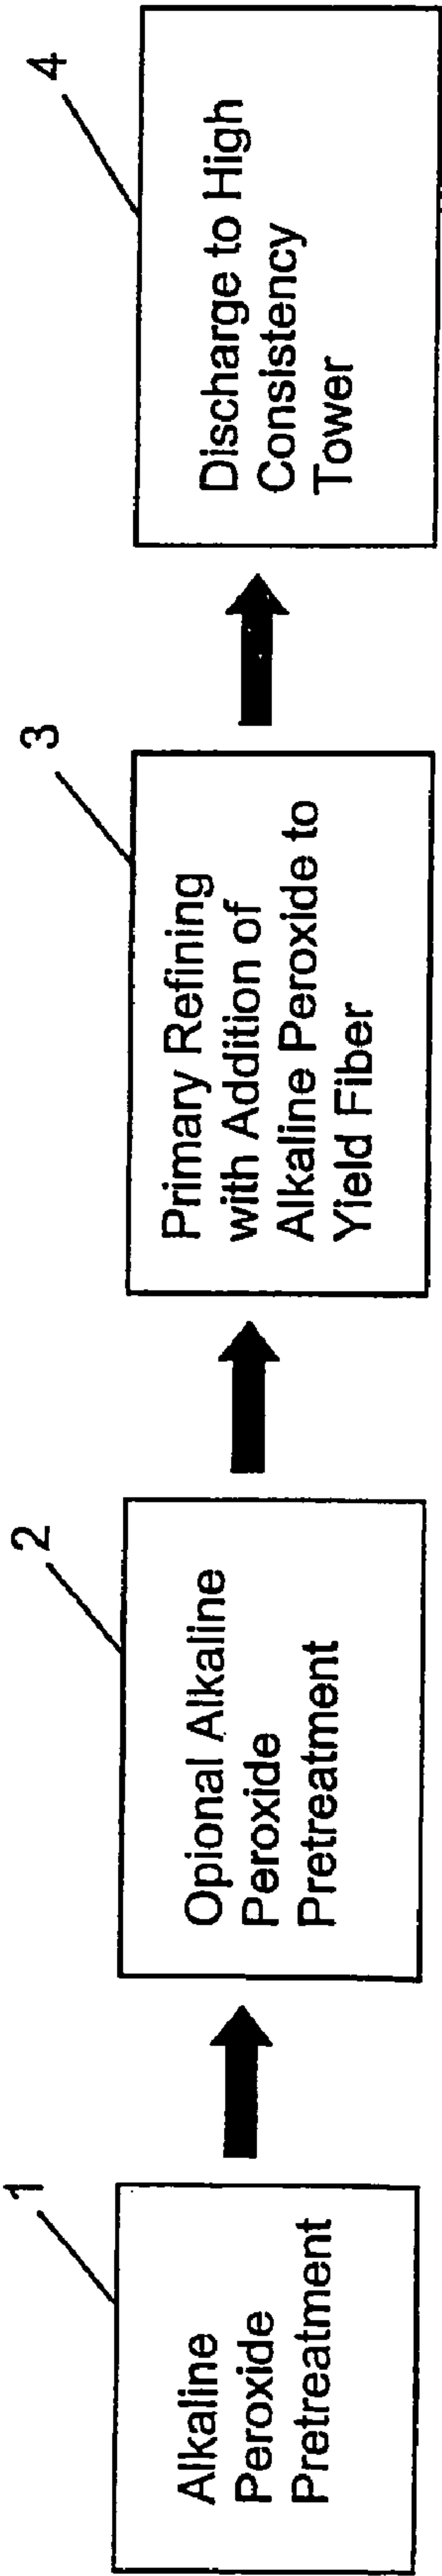 1
Alkaline
Peroxide
Pretreatment
2
Opional Alkaline
Peroxide
Pretreatment
3
Primary Refining
with Addition of
Alkaline Peroxide to
Yield Fiber
4
Discharge to High
Consistency
Tower